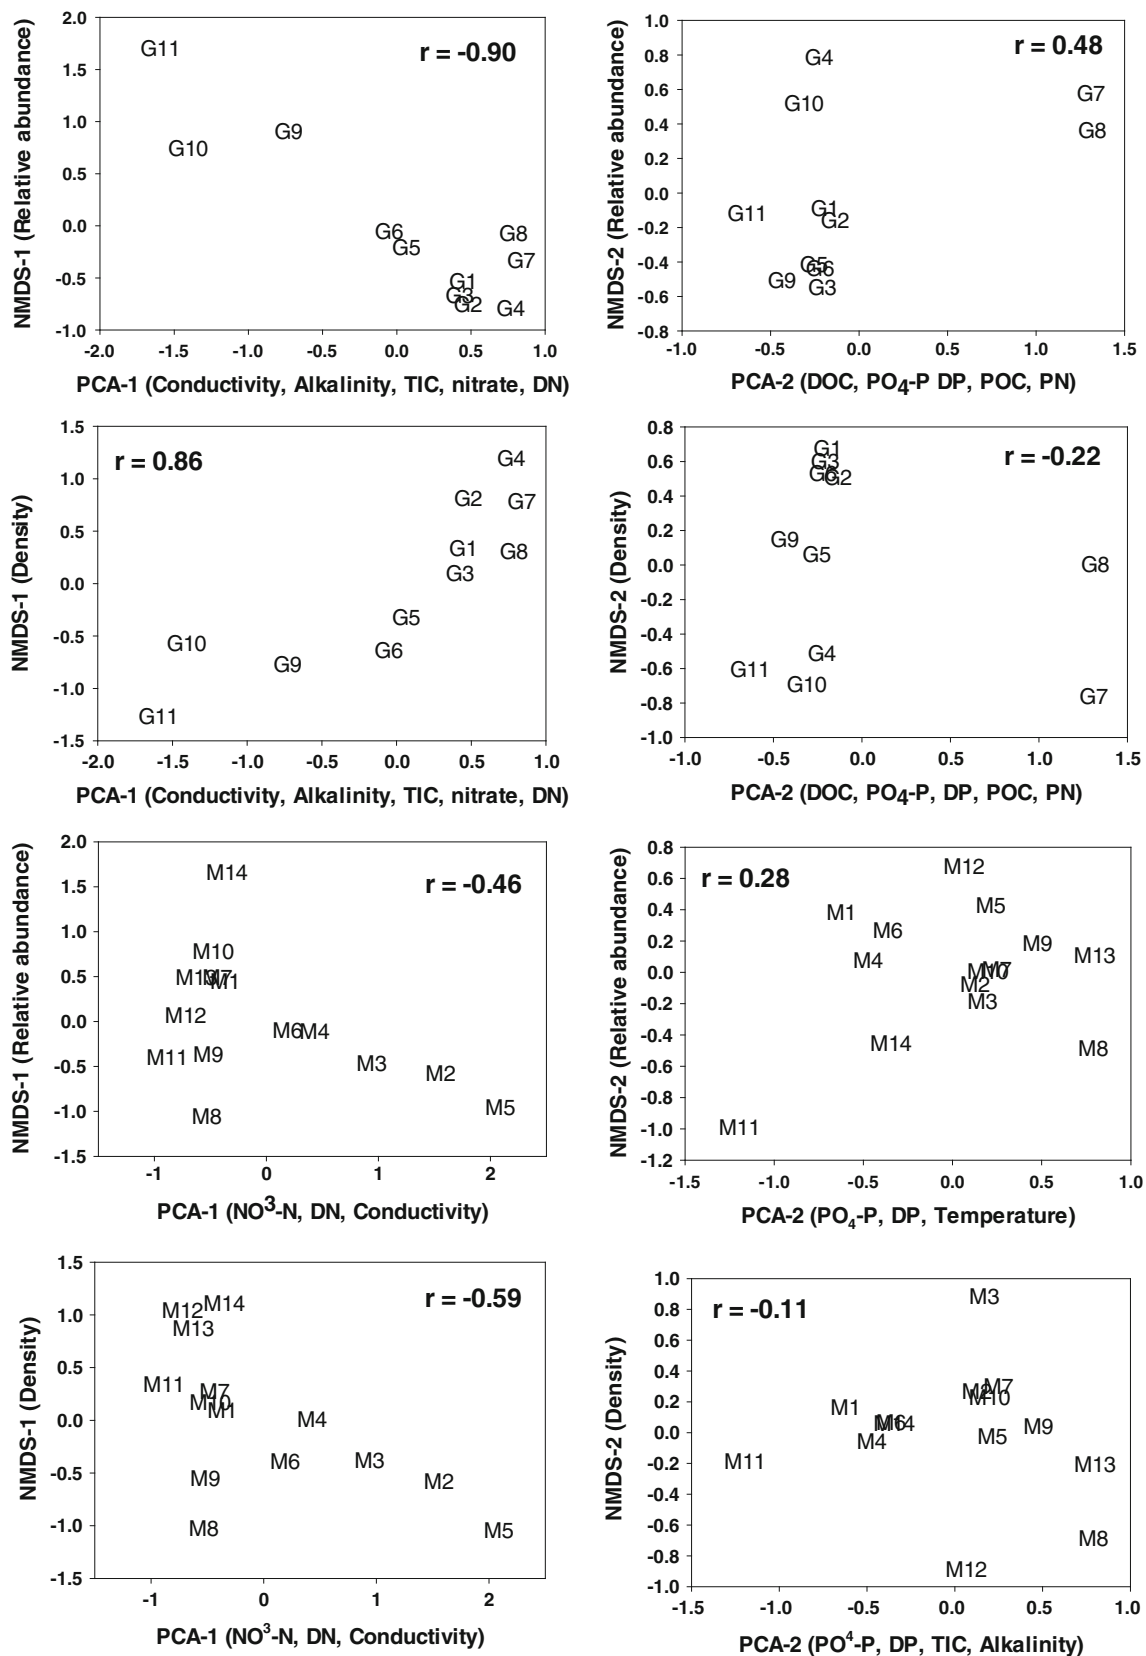 NMDS-1 (Relative abundance)
2.0
1.5
1.0
0.5
0.0
-0.5
-1.0
G11
r = -0.90
G10
G9
G6
G5
G8
G7
G1
G3
G2
G4
-2.0 -1.5 -1.0 -0.5 0.0 0.5 1.0
PCA-1 (Conductivity, Alkalinity, TIC, nitrate, DN)
NMDS-2 (Relative abundance)
1.0
0.8
0.6
0.4
0.2
0.0
-0.2
-0.4
-0.6
-0.8
r = 0.48
G4
G10
G7
G8
G11
G1
G2
G5
G6
G9
G3
-1.0 -0.5 0.0 0.5 1.0 1.5
PCA-2 (DOC, PO4-P DP, POC, PN)
NMDS-1 (Density)
1.5
1.0
0.5
0.0
-0.5
-1.0
-1.5
r = 0.86
G4
G2
G7
G1
G8
G3
G5
G10
G6
G9
G11
-2.0 -1.5 -1.0 -0.5 0.0 0.5 1.0
PCA-1 (Conductivity, Alkalinity, TIC, nitrate, DN)
NMDS-2 (Density)
0.8
0.6
0.4
0.2
0.0
-0.2
-0.4
-0.6
-0.8
-1.0
r = -0.22
G1
G3
G6
G2
G9
G5
G8
G4
G11
G10
G7
-1.0 -0.5 0.0 0.5 1.0 1.5
PCA-2 (DOC, PO4-P, DP, POC, PN)
NMDS-1 (Relative abundance)
2.0
1.5
1.0
0.5
0.0
-0.5
-1.0
-1.5
M14
r = -0.46
M10
M13
M7
M1
M12
M6
M4
M11
M9
M3
M2
M8
M5
-1 0 1 2
PCA-1 (NO³-N, DN, Conductivity)
NMDS-2 (Relative abundance)
0.8
0.6
0.4
0.2
0.0
-0.2
-0.4
-0.6
-0.8
-1.0
-1.2
r = 0.28
M12
M1
M5
M6
M9
M4
M13
M7
M10
M2
M3
M14
M8
M11
-1.5 -1.0 -0.5 0.0 0.5 1.0
PCA-2 (PO₄-P, DP, Temperature)
NMDS-1 (Density)
1.5
1.0
0.5
0.0
-0.5
-1.0
-1.5
r = -0.59
M12
M14
M13
M11
M7
M10
M1
M4
M6
M3
M9
M2
M8
M5
-1 0 1 2
PCA-1 (NO³-N, DN, Conductivity)
NMDS-2 (Density)
1.0
0.8
0.6
0.4
0.2
0.0
-0.2
-0.4
-0.6
-0.8
-1.0
r = -0.11
M3
M7
M2
M10
M1
M6
M14
M9
M4
M5
M11
M13
M8
M12
-1.5 -1.0 -0.5 0.0 0.5 1.0
PCA-2 (PO⁴-P, DP, TIC, Alkalinity)